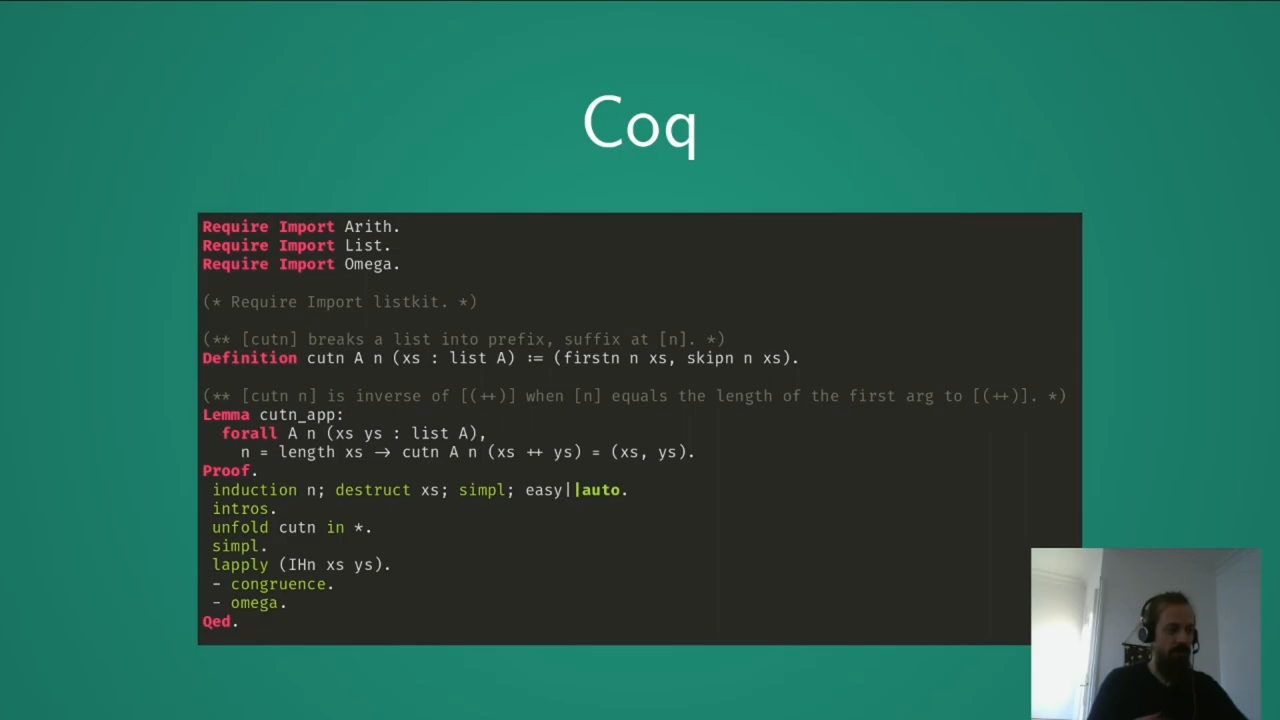 Coq
Require Import Arith.
Require Import List.
Require Import Omega.
(* Require Import listkit. *)
(** [cutn] breaks a list into prefix, suffix at [n]. *)
Definition cutn A n (xs : list A) := (firstn n xs, skipn n xs).
(** [cutn n] is inverse of [(++)] when [n] equals the length of the first arg to [(++)]. *)
Lemma cutn_app:
forall A n (xs ys : list A),
n = length xs → cutn A n (xs ++ ys) = (xs, ys).
Proof.
induction n; destruct xs; simpl; easy||auto.
intros.
unfold cutn in *.
simpl.
lapply (IHn xs ys).
- congruence.
- omega.
Qed.